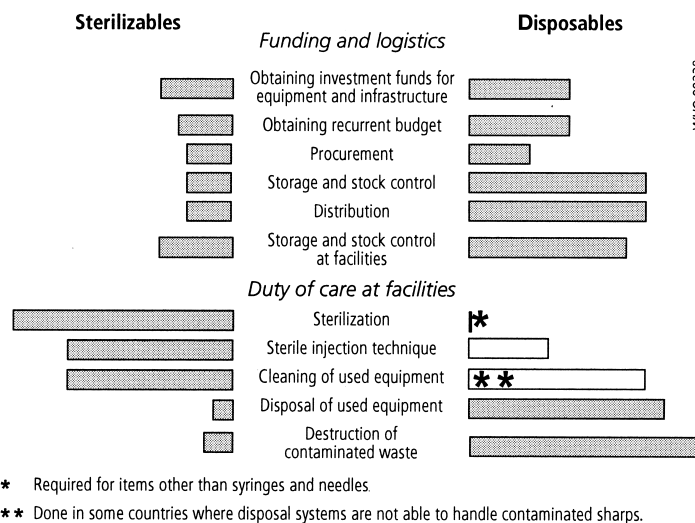 Sterilizables
Disposables
Funding and logistics
Obtaining investment funds for
equipment and infrastructure
Obtaining recurrent budget
Procurement
Storage and stock control
Distribution
Storage and stock control
at facilities
Duty of care at facilities
Sterilization
*
Sterile injection technique
Cleaning of used equipment
* *
Disposal of used equipment
Destruction of
contaminated waste
* Required for items other than syringes and needles.
* * Done in some countries where disposal systems are not able to handle contaminated sharps.